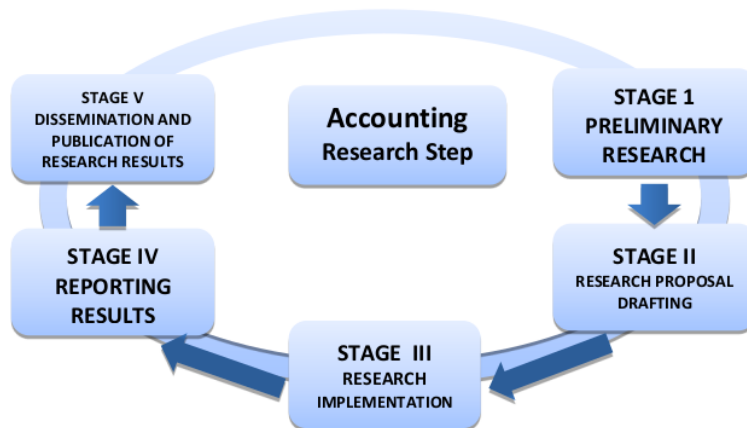 Accounting
Research Step
STAGE 1
PRELIMINARY
RESEARCH
STAGE II
RESEARCH PROPOSAL
DRAFTING
STAGE III
RESEARCH
IMPLEMENTATION
STAGE IV
REPORTING
RESULTS
STAGE V
DISSEMINATION AND
PUBLICATION OF
RESEARCH RESULTS